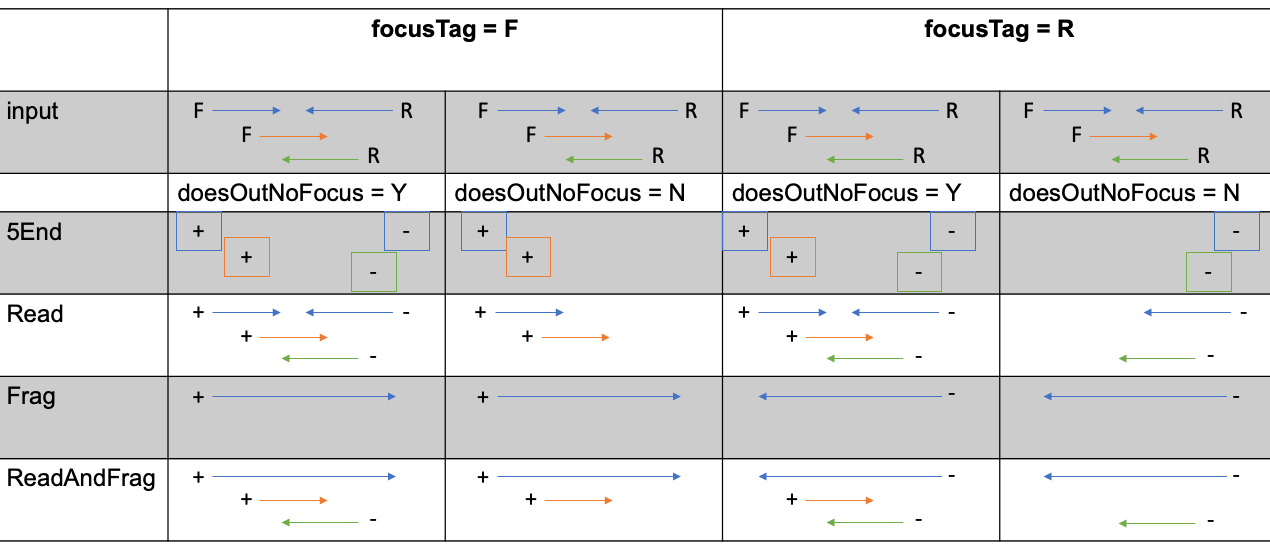 focusTag = F focusTag = R
input F R F R F R F R
F F F F
R R R R
doesOutNoFocus = Y doesOutNoFocus = N doesOutNoFocus = Y doesOutNoFocus = N
5End + - + + - -
+ + +
- - -
Read + - + + - -
+ + +
- - -
Frag + + - -
ReadAndFrag + + - -
+ + +
- - -